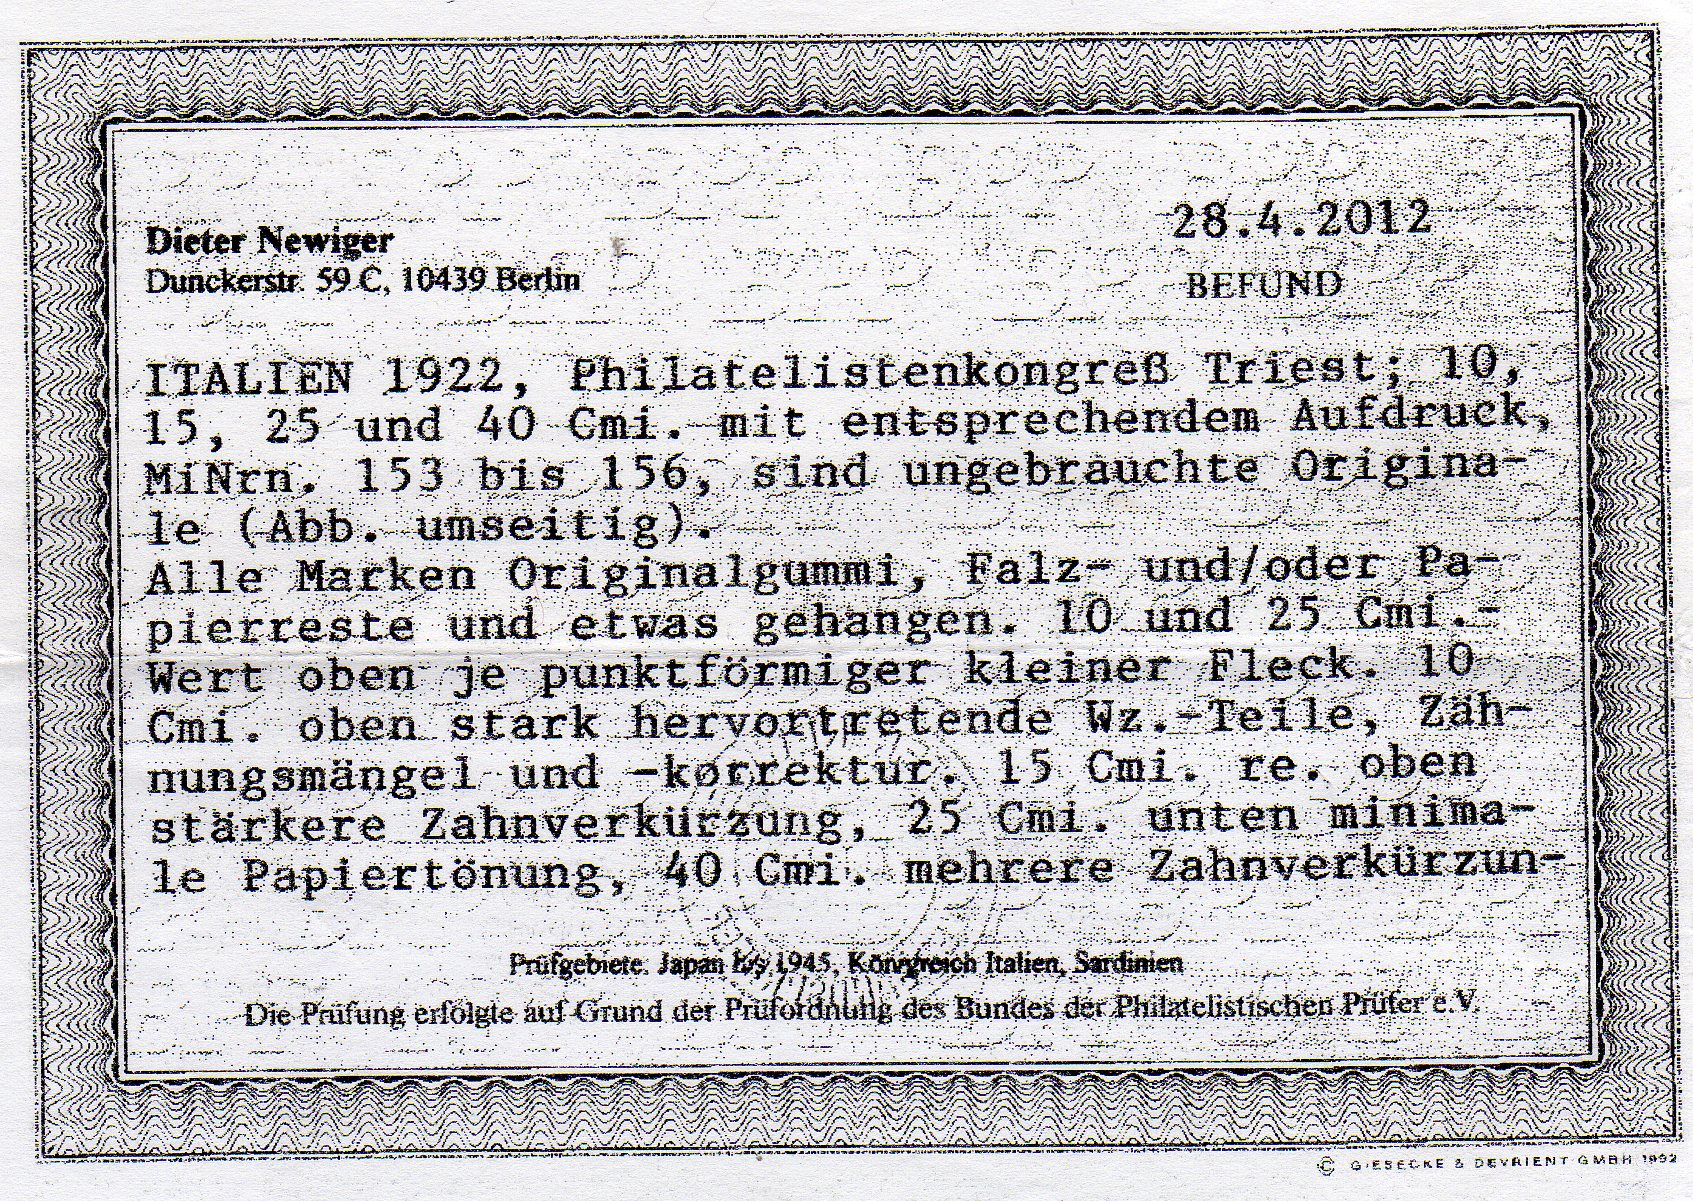 Dieter Newiger
Dunckerstr. 59 C, 10439 Berlin
28.4.2012
BEFUND
ITALIEN 1922, Philatelistenkongreß Triest; 10,
15, 25 und 40 Cmi. mit entsprechendem Aufdruck,
MiNrn. 153 bis 156, sind ungebrauchte Origina-
le (Abb. umseitig).
Alle Marken Originalgummi, Falz- und/oder Pa-
pierreste und etwas gehangen. 10 und 25 Cmi.-
Wert oben je punktförmiger kleiner Fleck. 10
Cmi. oben stark hervortretende Wz.-Teile, Zäh-
nungsmängel und -korrektur. 15 Cmi. re. oben
stärkere Zahnverkürzung, 25 Cmi. unten minima-
le Papiertönung, 40 Cmi. mehrere Zahnverkürzun-
Prüfgebiete: Japan bis 1945, Königreich Italien, Sardinien
Die Prüfung erfolgte auf Grund der Prüfordnung des Bundes der Philatelistischen Prüfer e.V.
© GIESECKE & DEVRIENT GMBH 1992